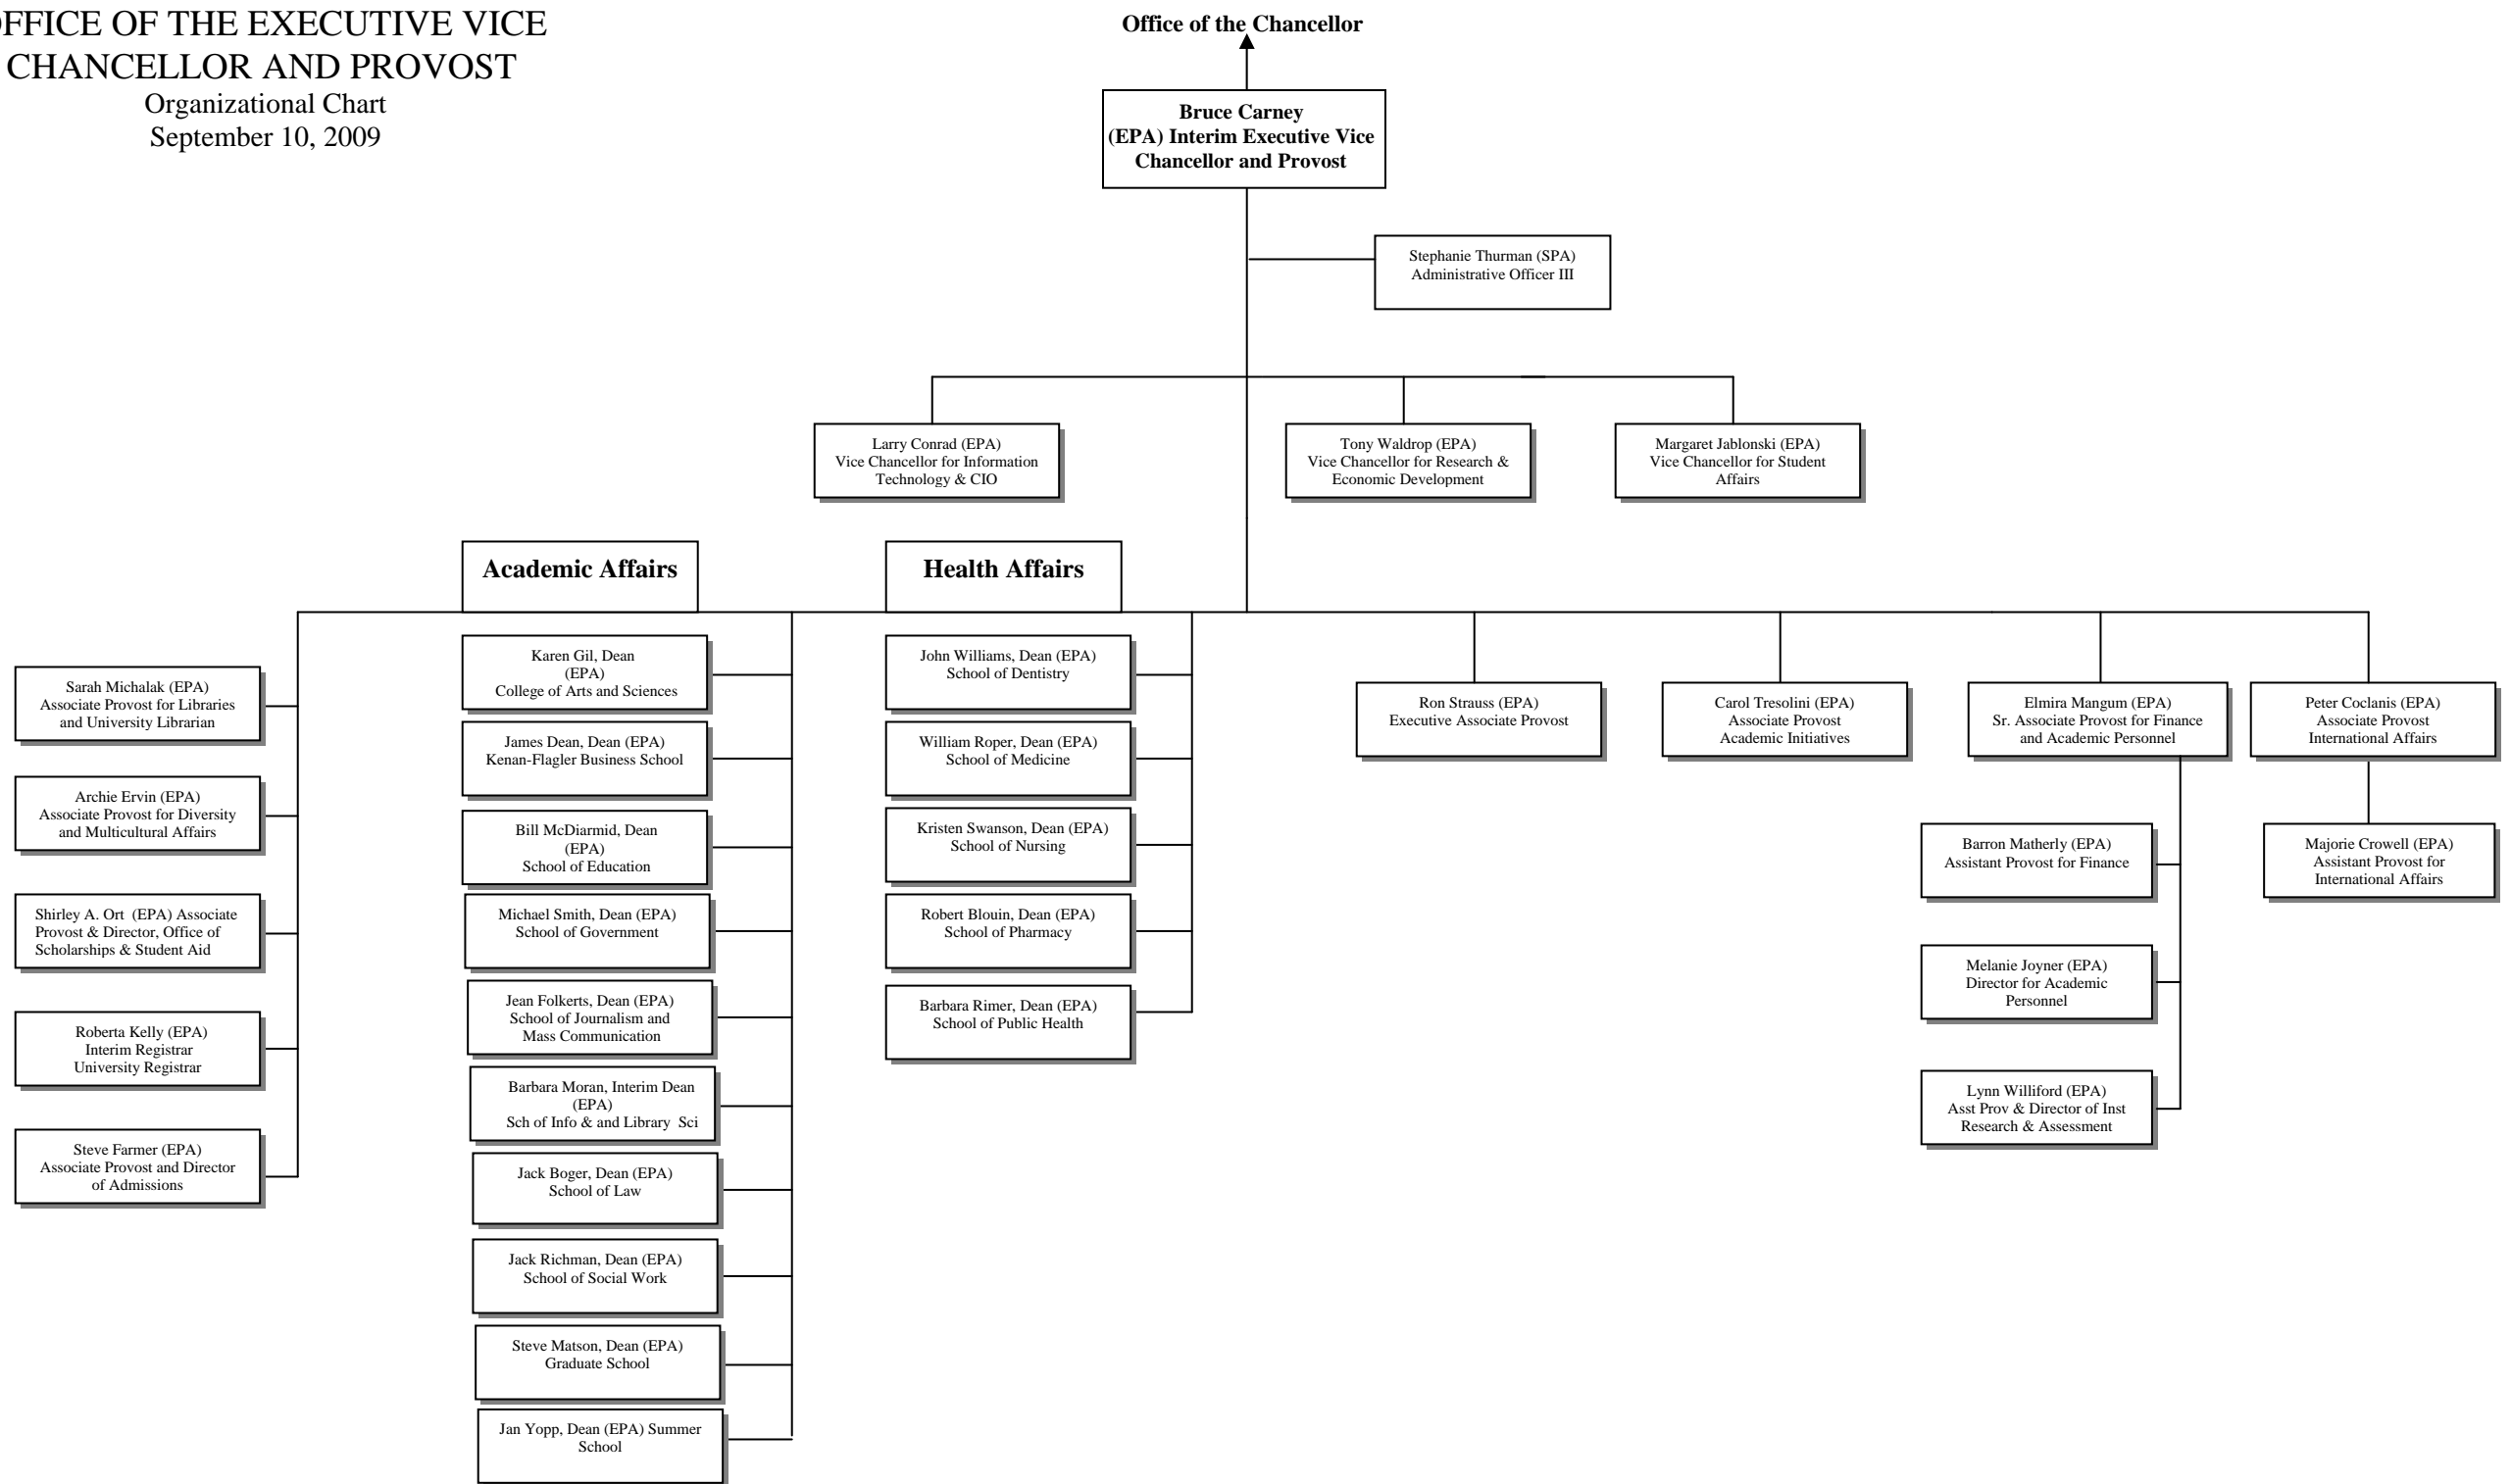 OFFICE OF THE EXECUTIVE VICE
CHANCELLOR AND PROVOST
Organizational Chart
September 10, 2009
Office of the Chancellor
Bruce Carney
(EPA) Interim Executive Vice
Chancellor and Provost
Stephanie Thurman (SPA)
Administrative Officer III
Larry Conrad (EPA)
Vice Chancellor for Information
Technology & CIO
Tony Waldrop (EPA)
Vice Chancellor for Research &
Economic Development
Margaret Jablonski (EPA)
Vice Chancellor for Student
Affairs
Sarah Michalak (EPA)
Associate Provost for Libraries
and University Librarian
Archie Ervin (EPA)
Associate Provost for Diversity
and Multicultural Affairs
Shirley A. Ort (EPA) Associate
Provost & Director, Office of
Scholarships & Student Aid
Roberta Kelly (EPA)
Interim Registrar
University Registrar
Steve Farmer (EPA)
Associate Provost and Director
of Admissions
Academic Affairs
Karen Gil, Dean
(EPA)
College of Arts and Sciences
James Dean, Dean (EPA)
Kenan-Flagler Business School
Bill McDiarmid, Dean
(EPA)
School of Education
Michael Smith, Dean (EPA)
School of Government
Jean Folkerts, Dean (EPA)
School of Journalism and
Mass Communication
Barbara Moran, Interim Dean
(EPA)
Sch of Info & and Library Sci
Jack Boger, Dean (EPA)
School of Law
Jack Richman, Dean (EPA)
School of Social Work
Steve Matson, Dean (EPA)
Graduate School
Jan Yopp, Dean (EPA) Summer
School
Health Affairs
John Williams, Dean (EPA)
School of Dentistry
William Roper, Dean (EPA)
School of Medicine
Kristen Swanson, Dean (EPA)
School of Nursing
Robert Blouin, Dean (EPA)
School of Pharmacy
Barbara Rimer, Dean (EPA)
School of Public Health
Ron Strauss (EPA)
Executive Associate Provost
Carol Tresolini (EPA)
Associate Provost
Academic Initiatives
Elmira Mangum (EPA)
Sr. Associate Provost for Finance
and Academic Personnel
Barron Matherly (EPA)
Assistant Provost for Finance
Melanie Joyner (EPA)
Director for Academic
Personnel
Lynn Williford (EPA)
Asst Prov & Director of Inst
Research & Assessment
Peter Coclanis (EPA)
Associate Provost
International Affairs
Majorie Crowell (EPA)
Assistant Provost for
International Affairs